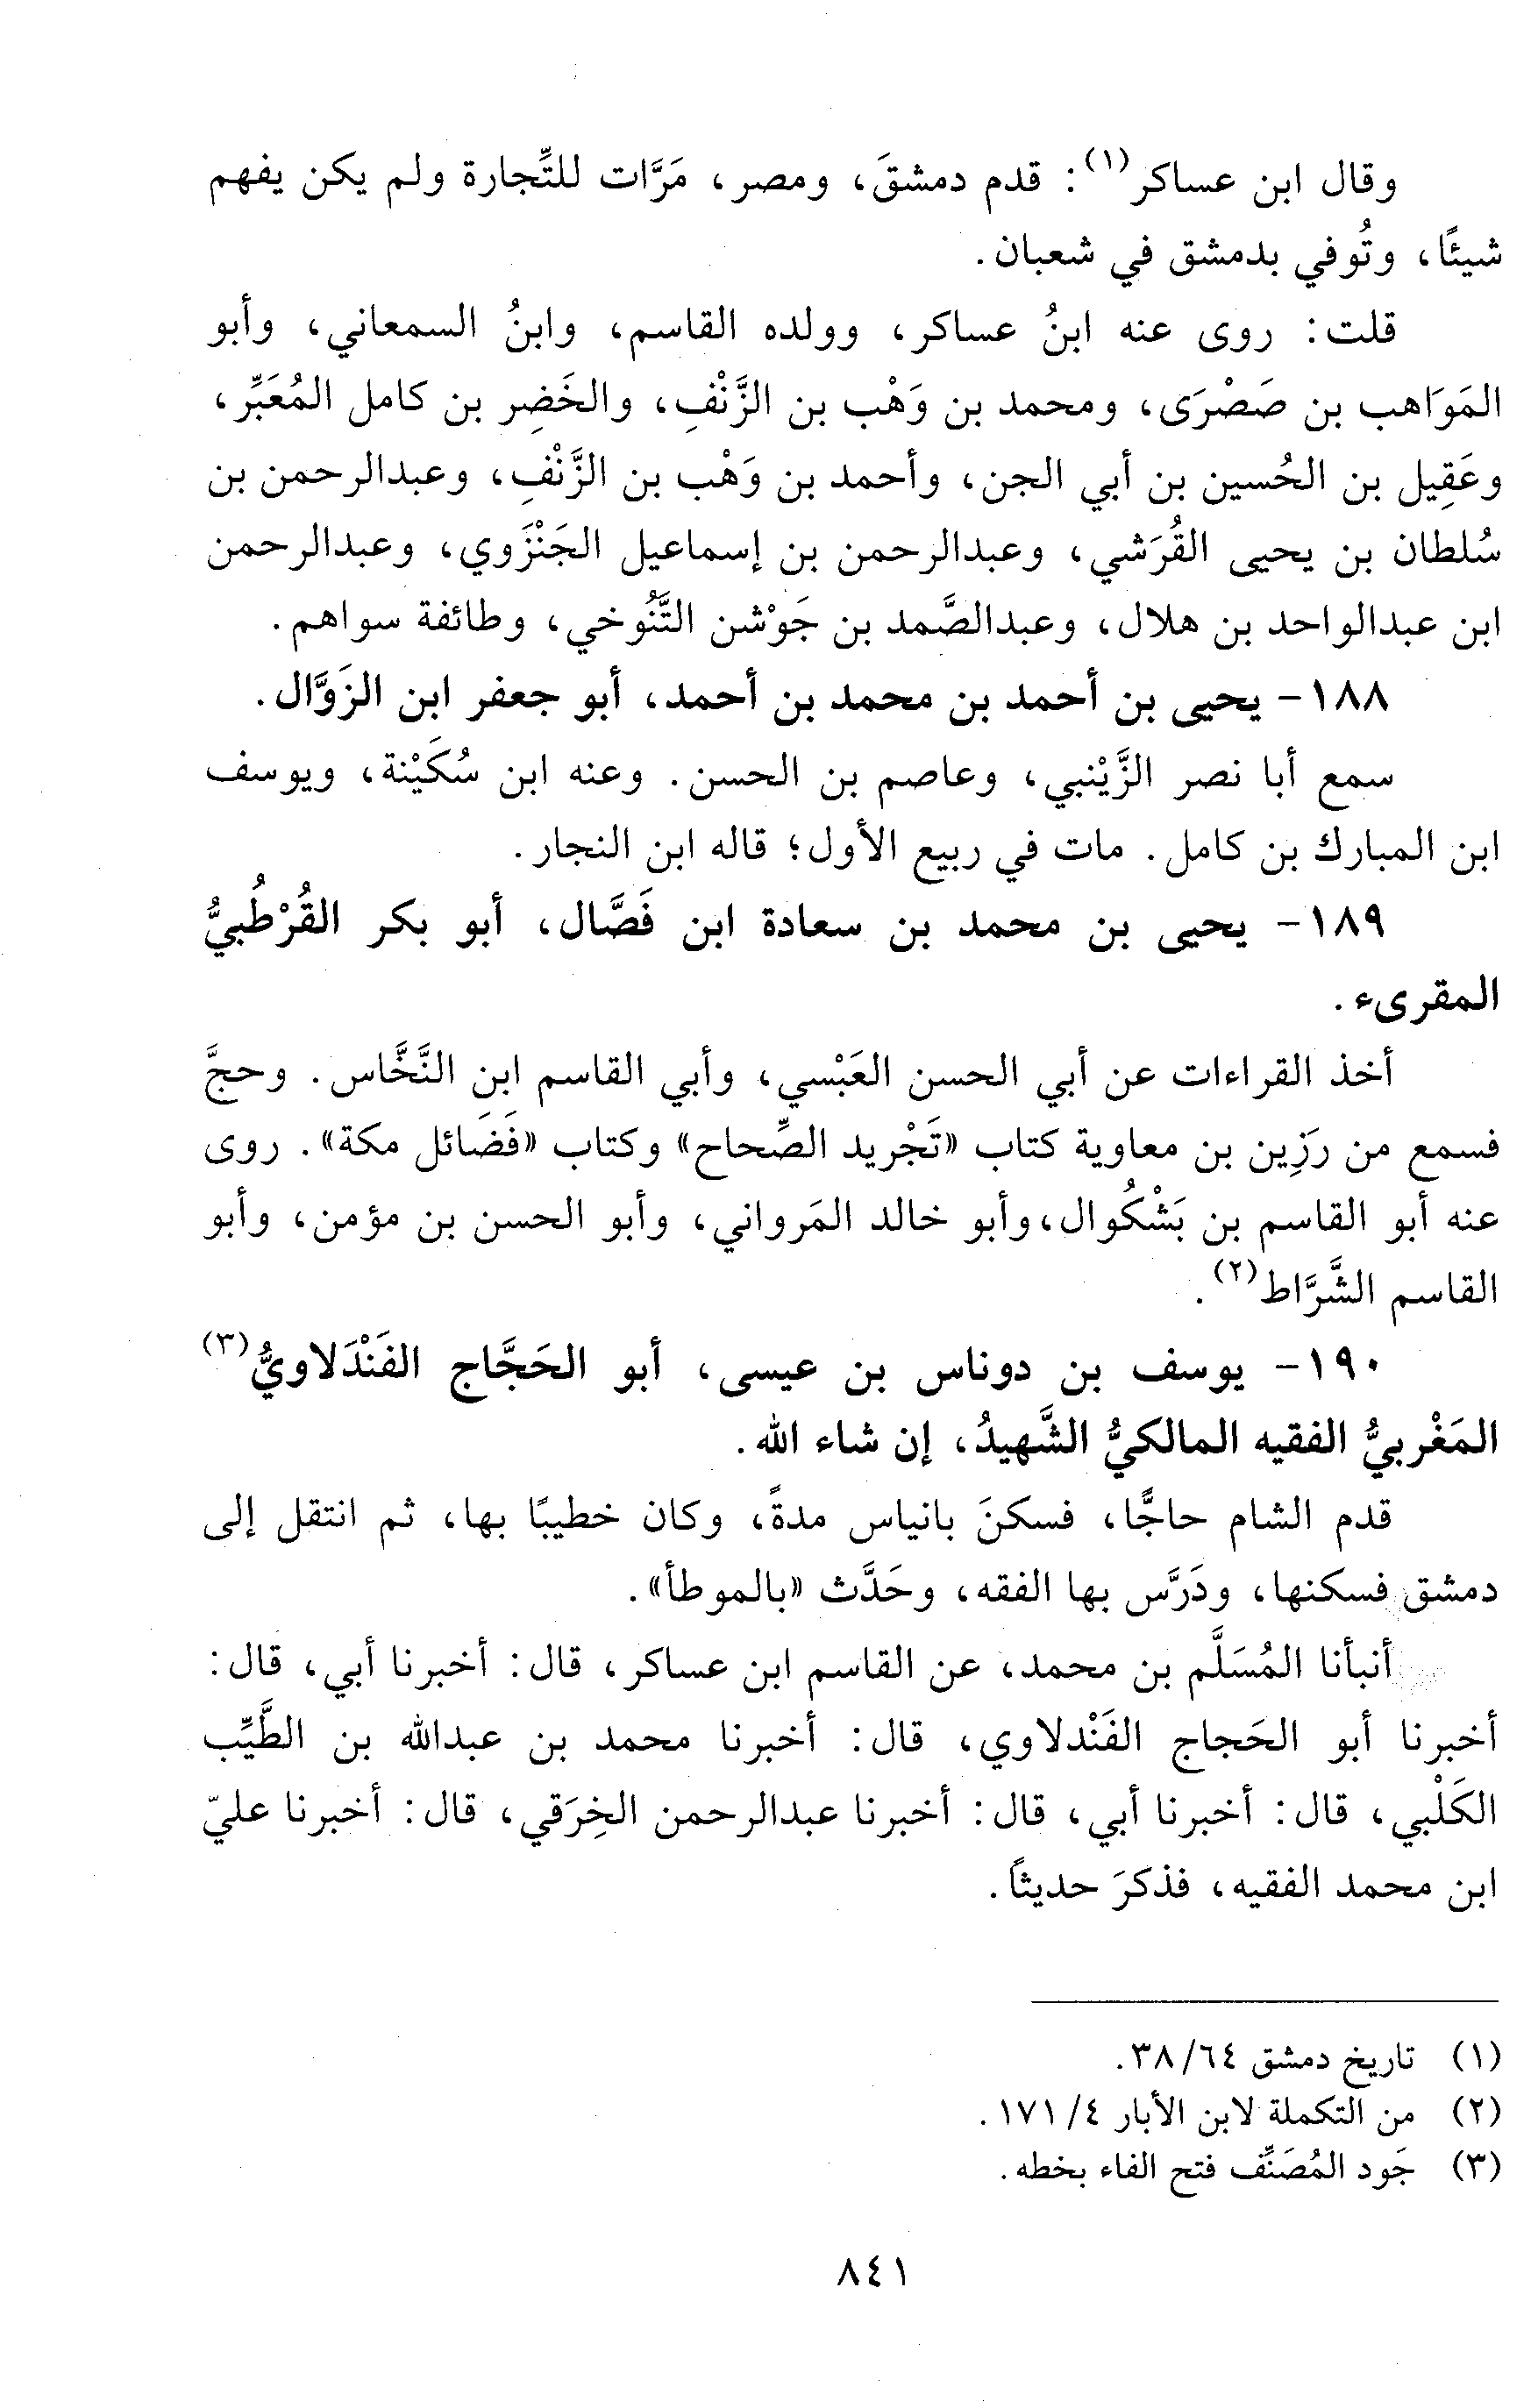 وقال ابن عساكر(١): قدم دمشقَ، ومصر، مَرَّات للتِّجارة ولم يكن يفهم
شيئًا، وتُوفي بدمشق في شعبان.
قلت: روى عنه ابنُ عساكر، وولده القاسم، وابنُ السمعاني، وأبو
المَوَاهب بن صَصْرَى، ومحمد بن وَهْب بن الزَّنْفِ، والخَضِر بن كامل المُعَبِّر،
وعَقِيل بن الحُسين بن أبي الجن، وأحمد بن وَهْب بن الزَّنْفِ، وعبدالرحمن بن
سُلطان بن يحيى القُرَشي، وعبدالرحمن بن إسماعيل الجَنْزَوي، وعبدالرحمن
ابن عبدالواحد بن هلال، وعبدالصَّمد بن جَوْشن التَّنُوخي، وطائفة سواهم.
١٨٨- يحيى بن أحمد بن محمد بن أحمد، أبو جعفر ابن الزَوَّال.
سمع أبا نصر الزَّيْنبي، وعاصم بن الحسن. وعنه ابن سُكَيْنة، ويوسف
ابن المبارك بن كامل. مات في ربيع الأول؛ قاله ابن النجار.
١٨٩- يحيى بن محمد بن سعادة ابن فَصَّال، أبو بكر القُرْطُبيُّ
المقرىء.
أخذ القراءات عن أبي الحسن العَبْسي، وأبي القاسم ابن النَّخَّاس. وحجَّ
فسمع من رَزِين بن معاوية كتاب «تَجْريد الصِّحاح» وكتاب «فَضَائل مكة». روى
عنه أبو القاسم بن بَشْكُوال، وأبو خالد المَرواني، وأبو الحسن بن مؤمن، وأبو
القاسم الشَّرَّاط(٢).
١٩٠- يوسف بن دوناس بن عيسى، أبو الحَجَّاج الفَنْدَلاويُّ(٣)
المَغْربيُّ الفقيه المالكيُّ الشَّهيدُ، إن شاء الله.
قدم الشام حاجًّا، فسكنَ بانياس مدةً، وكان خطيبًا بها، ثم انتقل إلى
دمشق فسكنها، ودَرَّس بها الفقه، وحَدَّث «بالموطأ».
أنبأنا المُسَلَّم بن محمد، عن القاسم ابن عساكر، قال: أخبرنا أبي، قال:
أخبرنا أبو الحَجاج الفَنْدلاوي، قال: أخبرنا محمد بن عبدالله بن الطَّيِّب
الكَلْبي، قال: أخبرنا أبي، قال: أخبرنا عبدالرحمن الخِرَقي، قال: أخبرنا عليّ
ابن محمد الفقيه، فذكرَ حديثًا.
(١) تاريخ دمشق ٦٤/ ٣٨.
(٢) من التكملة لابن الأبار ٤/ ١٧١.
(٣) جَود المُصَنِّف فتح الفاء بخطه.
٨٤١